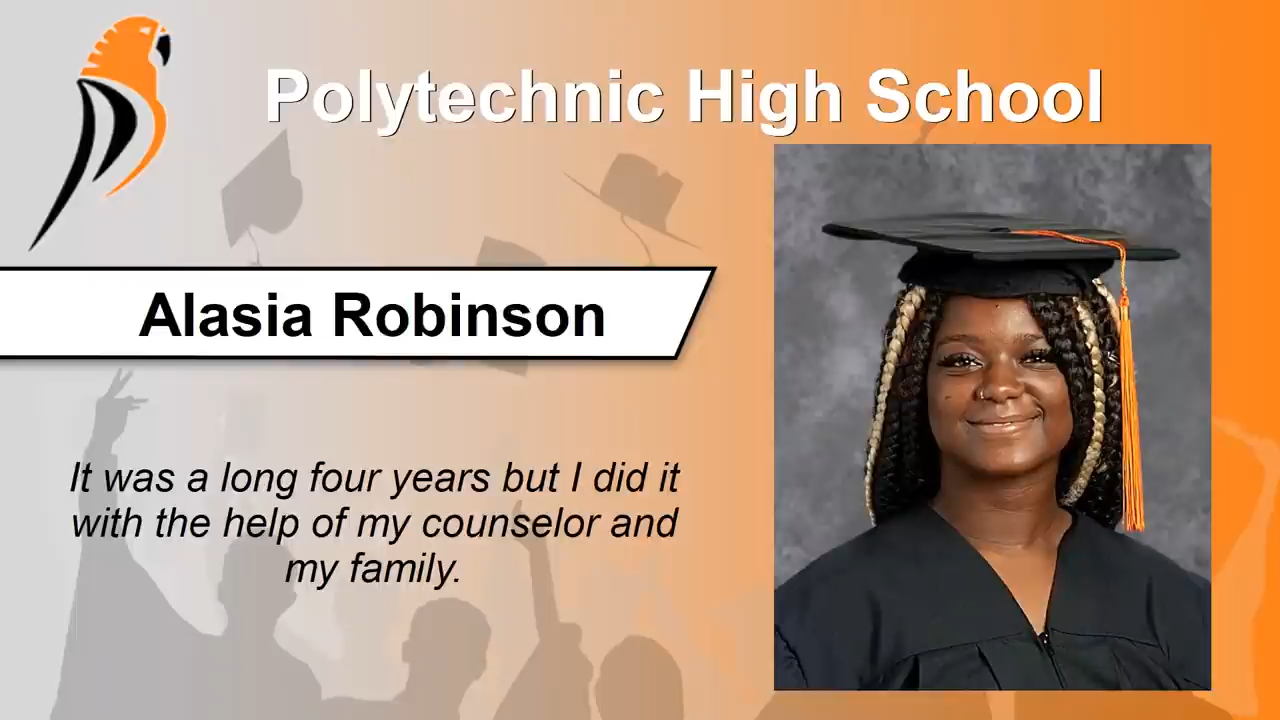 Polytechnic High School
Alasia Robinson
It was a long four years but I did it
with the help of my counselor and
my family.